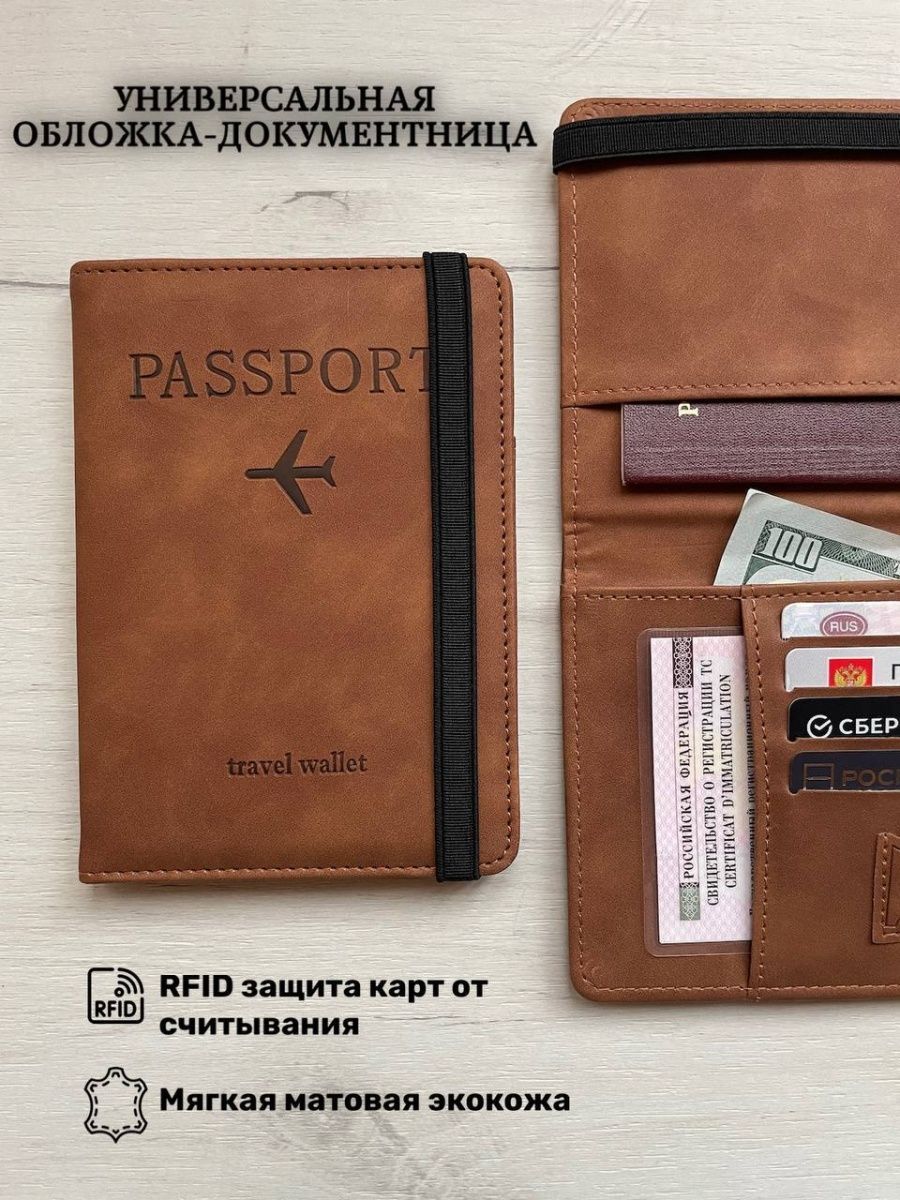 УНИВЕРСАЛЬНАЯ
ОБЛОЖКА-ДОКУМЕНТНИЦА
PASSPORT
travel wallet
100
RUS
СБЕР
РОССИЙСКАЯ ФЕДЕРАЦИЯ
СВИДЕТЕЛЬСТВО О РЕГИСТРАЦИИ ТС
CERTIFICAT D'IMMATRICULATION
RFID
RFID защита карт от
считывания
Мягкая матовая экокожа